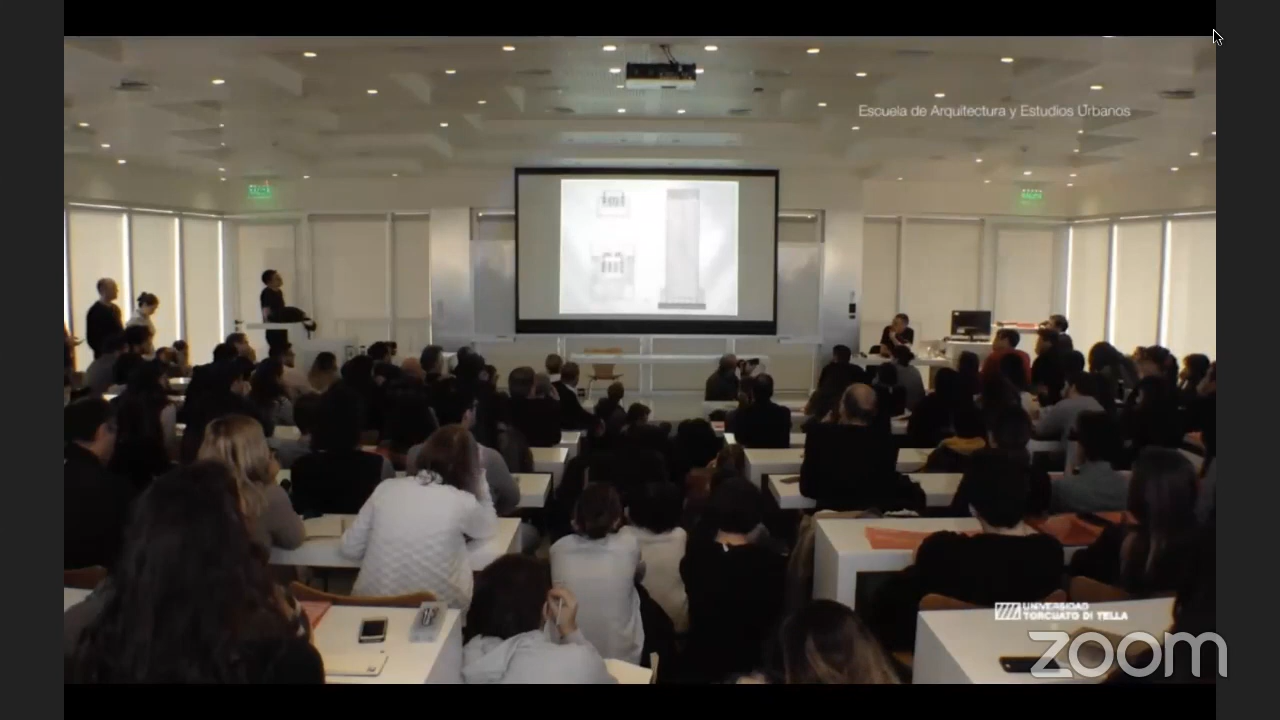 Escuela de Arquitectura y Estudios Urbanos
UNIVERSIDAD
TORCUATO DI TELLA
zoom